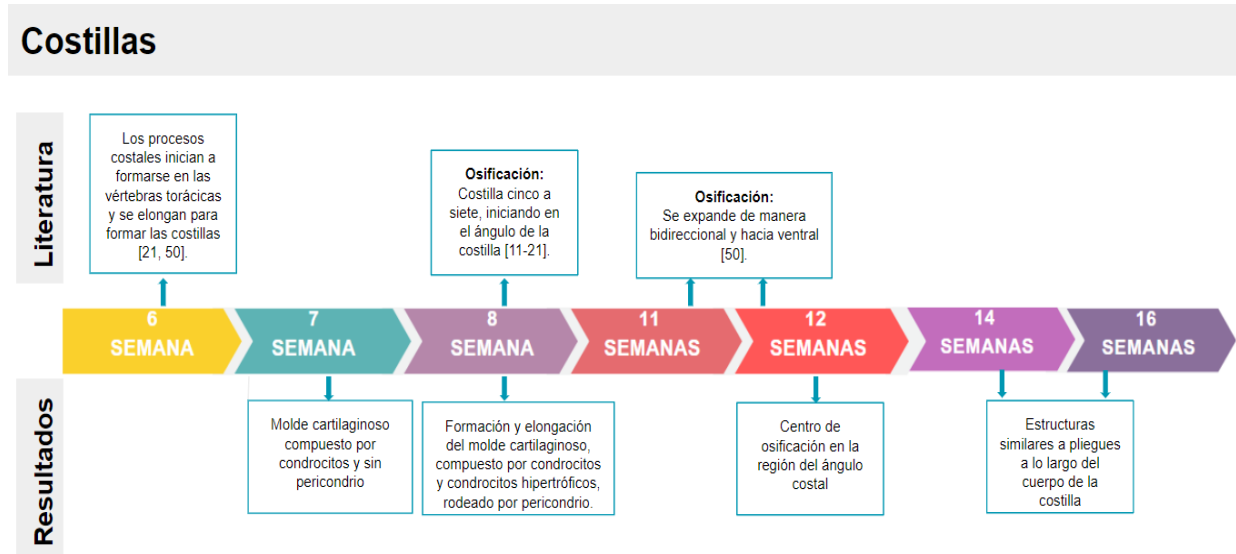 Costillas
Literatura
Los procesos
costales inician a
formarse en las
vértebras torácicas
y se elongan para
formar las costillas
[21, 50].
Osificación:
Costilla cinco a
siete, iniciando en
el ángulo de la
costilla [11-21].
Osificación:
Se expande de manera
bidireccional y hacia ventral
[50].
6
SEMANA
7
SEMANA
8
SEMANA
11
SEMANAS
12
SEMANAS
14
SEMANAS
16
SEMANAS
Resultados
Molde cartilaginoso
compuesto por
condrocitos y sin
pericondrio
Formación y elongación
del molde cartilaginoso,
compuesto por condrocitos
y condrocitos hipertróficos,
rodeado por pericondrio.
Centro de
osificación en la
región del ángulo
costal
Estructuras
similares a pliegues
a lo largo del
cuerpo de la
costilla